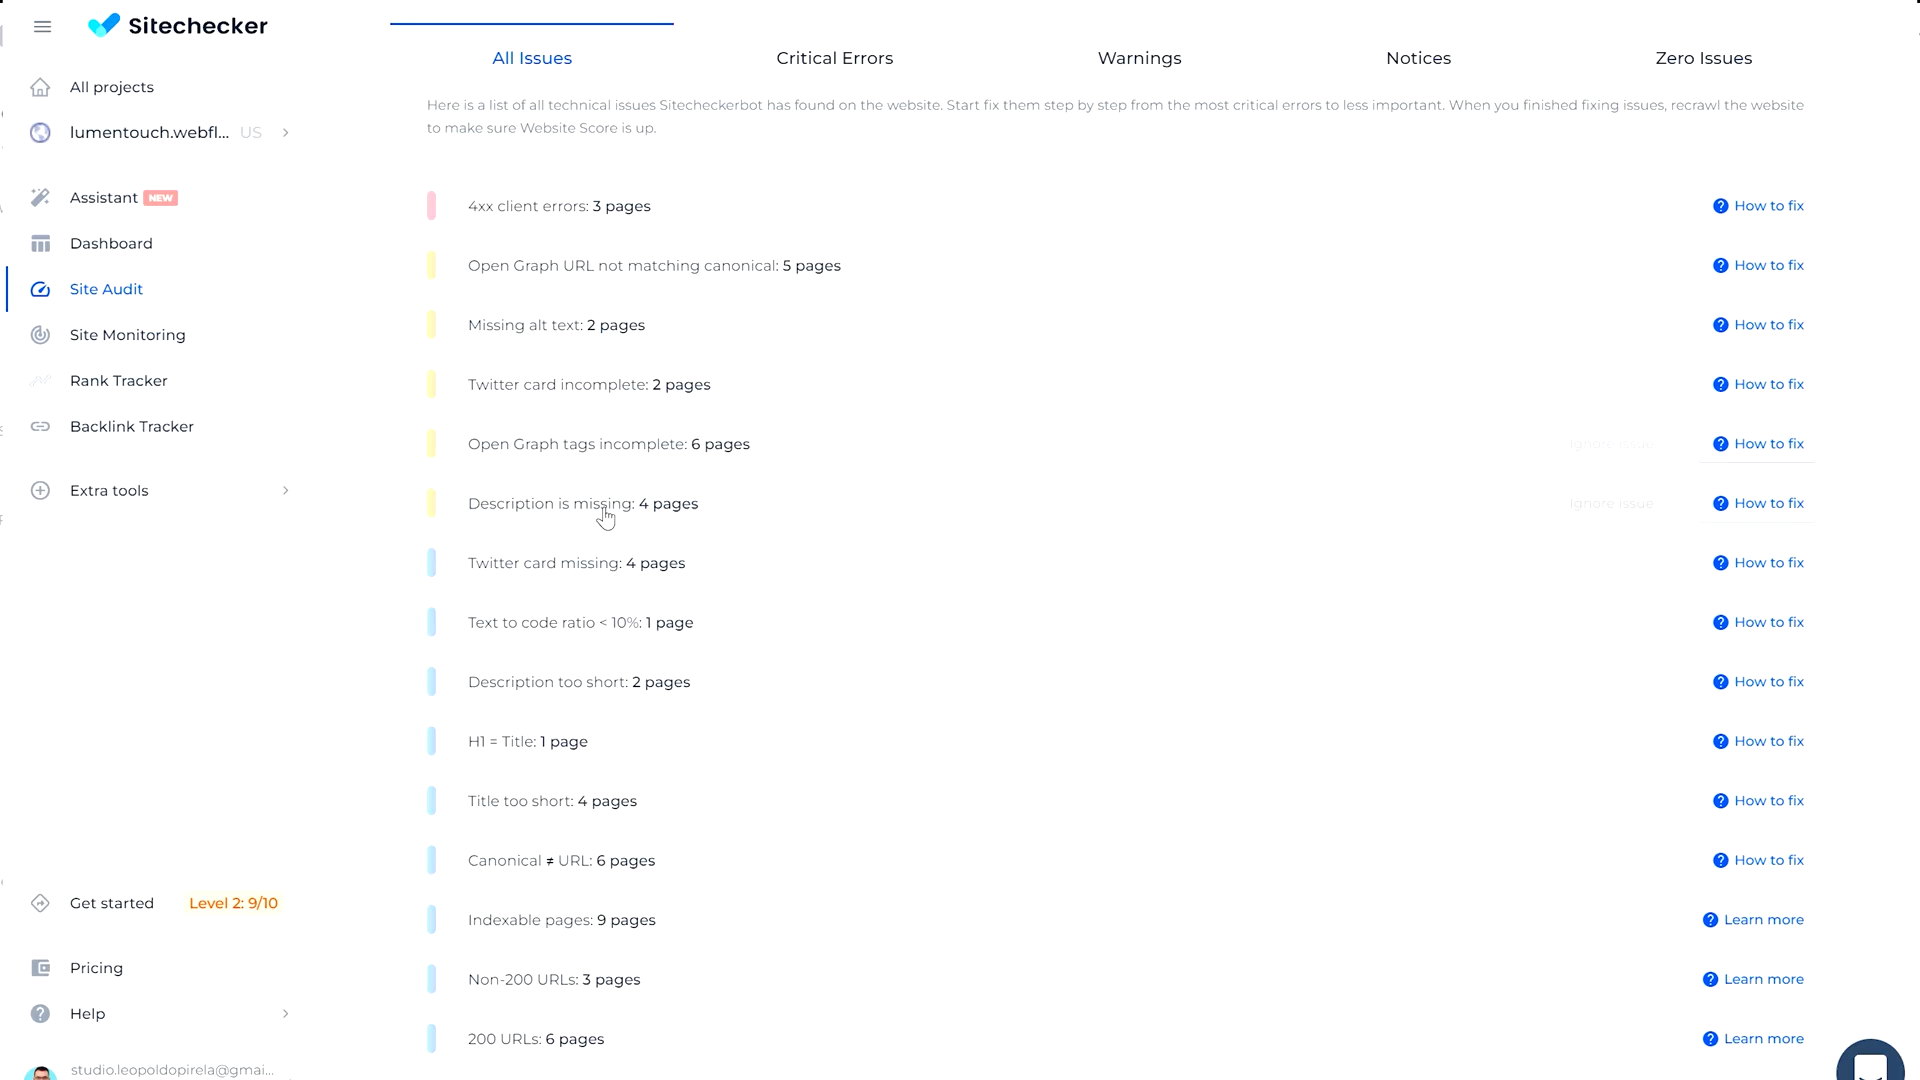 Sitechecker
All projects
lumentouch.webfl... US
Assistant NEW
Dashboard
Site Audit
Site Monitoring
Rank Tracker
Backlink Tracker
Extra tools
Get started Level 2: 9/10
Pricing
Help
studio.leopoldopirela@gmai...
All Issues Critical Errors Warnings Notices Zero Issues
Here is a list of all technical issues Sitecheckerbot has found on the website. Start fix them step by step from the most critical errors to less important. When you finished fixing issues, recrawl the website
to make sure Website Score is up.
4xx client errors: 3 pages How to fix
Open Graph URL not matching canonical: 5 pages How to fix
Missing alt text: 2 pages How to fix
Twitter card incomplete: 2 pages How to fix
Open Graph tags incomplete: 6 pages Ignore issue How to fix
Description is missing: 4 pages Ignore issue How to fix
Twitter card missing: 4 pages How to fix
Text to code ratio < 10%: 1 page How to fix
Description too short: 2 pages How to fix
H1 = Title: 1 page How to fix
Title too short: 4 pages How to fix
Canonical ≠ URL: 6 pages How to fix
Indexable pages: 9 pages Learn more
Non-200 URLs: 3 pages Learn more
200 URLs: 6 pages Learn more